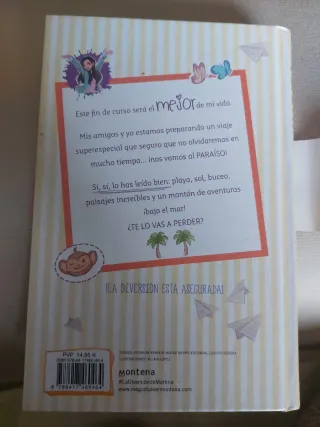 Este fin de curso será el mejor de mi vida.
Mis amigos y yo estamos preparando un viaje
superespecial que seguro que no olvidaremos en
mucho tiempo... ¡nos vamos al PARAÍSO!
Sí, sí, lo has leído bien: playa, sol, buceo,
paisajes increíbles y un montón de aventuras
¡bajo el mar!
¿TE LO VAS A PERDER?
¡LA DIVERSIÓN ESTÁ ASEGURADA!
PVP 14,95 €
Montena
#LaDiversióndeMartina